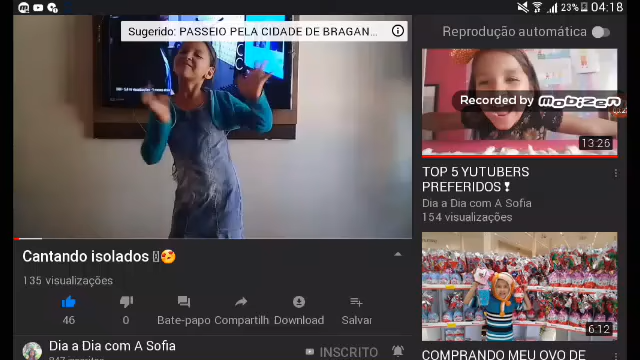 23% 04:18
Sugerido: PASSEIO PELA CIDADE DE BRAGAN...
Reprodução automática
Recorded by MOBIZEN
13:26
TOP 5 YUTUBERS
PREFERIDOS❢
Dia a Dia com A Sofia
154 visualizações
Cantando isolados
135 visualizações
46
0
Bate-papo
Compartilh
Download
Salvar
6:12
COMPRANDO MEU OVO DE
Dia a Dia com A Sofia
INSCRITO